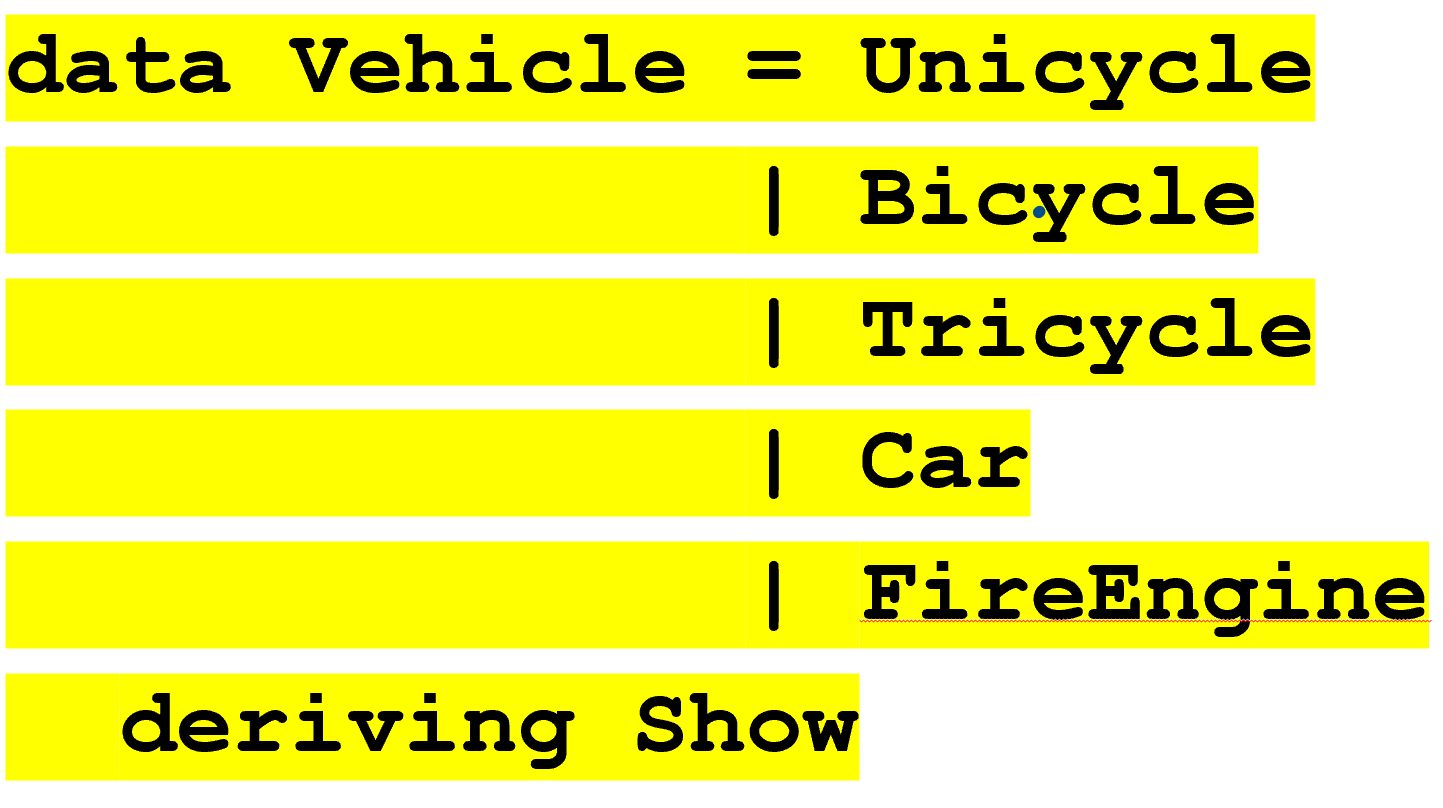 data Vehicle = Unicycle
             | Bicycle
             | Tricycle
             | Car
             | FireEngine
  deriving Show